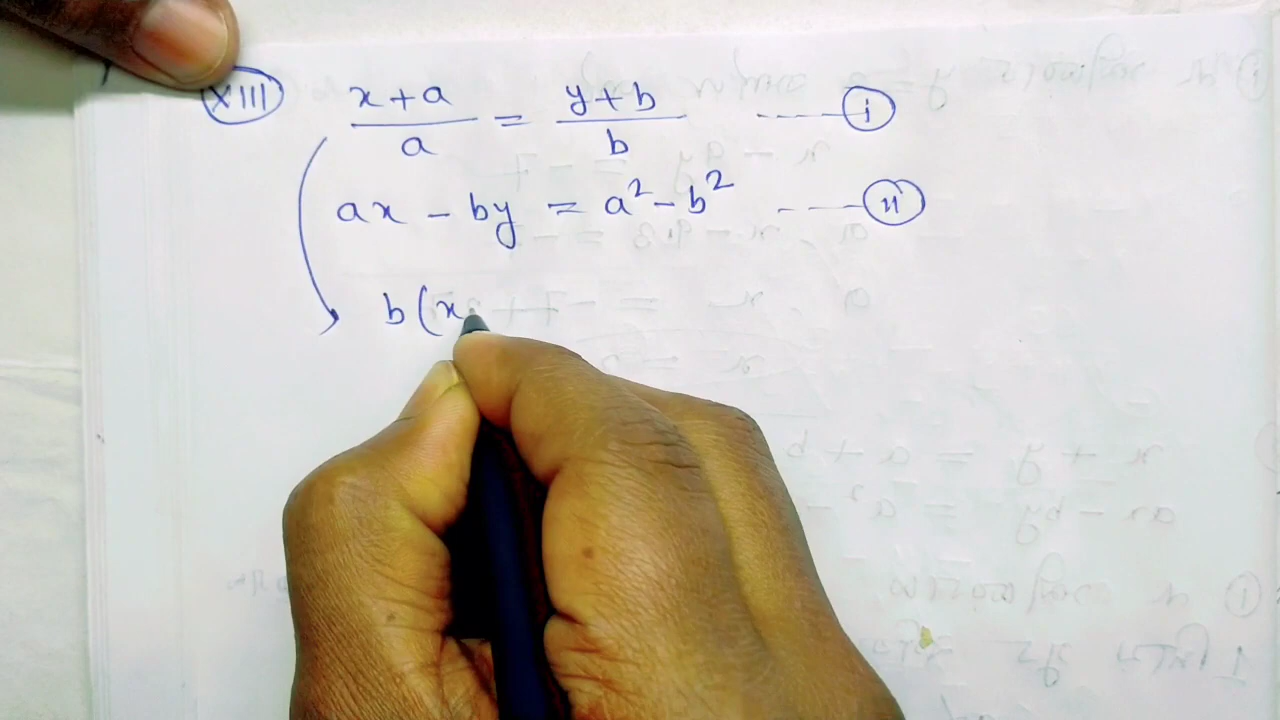 (XIII) x+a/a = y+b/b ----- (i)
ax - by = a² - b² ----- (ii)
b(x